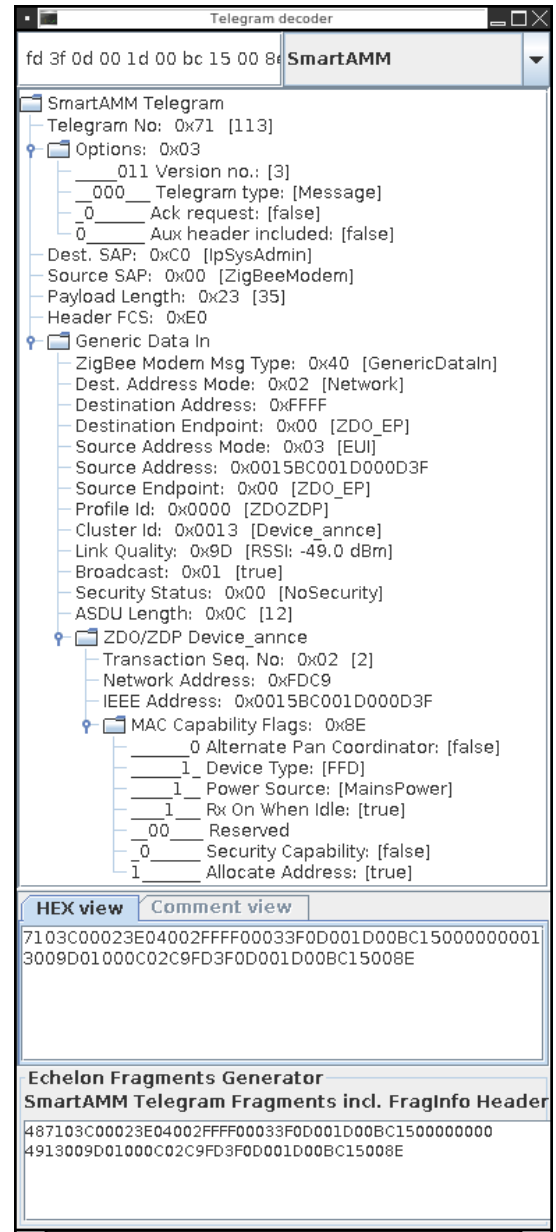 Telegram decoder
fd 3f 0d 00 1d 00 bc 15 00 8e SmartAMM
SmartAMM Telegram
Telegram No: 0x71 [113]
Options: 0x03
_____011 Version no.: [3]
__000___ Telegram type: [Message]
_0______ Ack request: [false]
0_______ Aux header included: [false]
Dest. SAP: 0xC0 [IpSysAdmin]
Source SAP: 0x00 [ZigBeeModem]
Payload Length: 0x23 [35]
Header FCS: 0xE0
Generic Data In
ZigBee Modem Msg Type: 0x40 [GenericDataIn]
Dest. Address Mode: 0x02 [Network]
Destination Address: 0xFFFF
Destination Endpoint: 0x00 [ZDO_EP]
Source Address Mode: 0x03 [EUI]
Source Address: 0x0015BC001D000D3F
Source Endpoint: 0x00 [ZDO_EP]
Profile Id: 0x0000 [ZDOZDP]
Cluster Id: 0x0013 [Device_annce]
Link Quality: 0x9D [RSSI: -49.0 dBm]
Broadcast: 0x01 [true]
Security Status: 0x00 [NoSecurity]
ASDU Length: 0x0C [12]
ZDO/ZDP Device_annce
Transaction Seq. No: 0x02 [2]
Network Address: 0xFDC9
IEEE Address: 0x0015BC001D000D3F
MAC Capability Flags: 0x8E
_______0 Alternate Pan Coordinator: [false]
______1_ Device Type: [FFD]
_____1__ Power Source: [MainsPower]
____1___ Rx On When Idle: [true]
__00____ Reserved
_0______ Security Capability: [false]
1_______ Allocate Address: [true]
HEX view Comment view
7103C00023E04002FFFF00033F0D001D00BC15000000001
3009D01000C02C9FD3F0D001D00BC15008E
Echelon Fragments Generator
SmartAMM Telegram Fragments incl. FragInfo Header
487103C00023E04002FFFF00033F0D001D00BC1500000000
4913009D01000C02C9FD3F0D001D00BC15008E